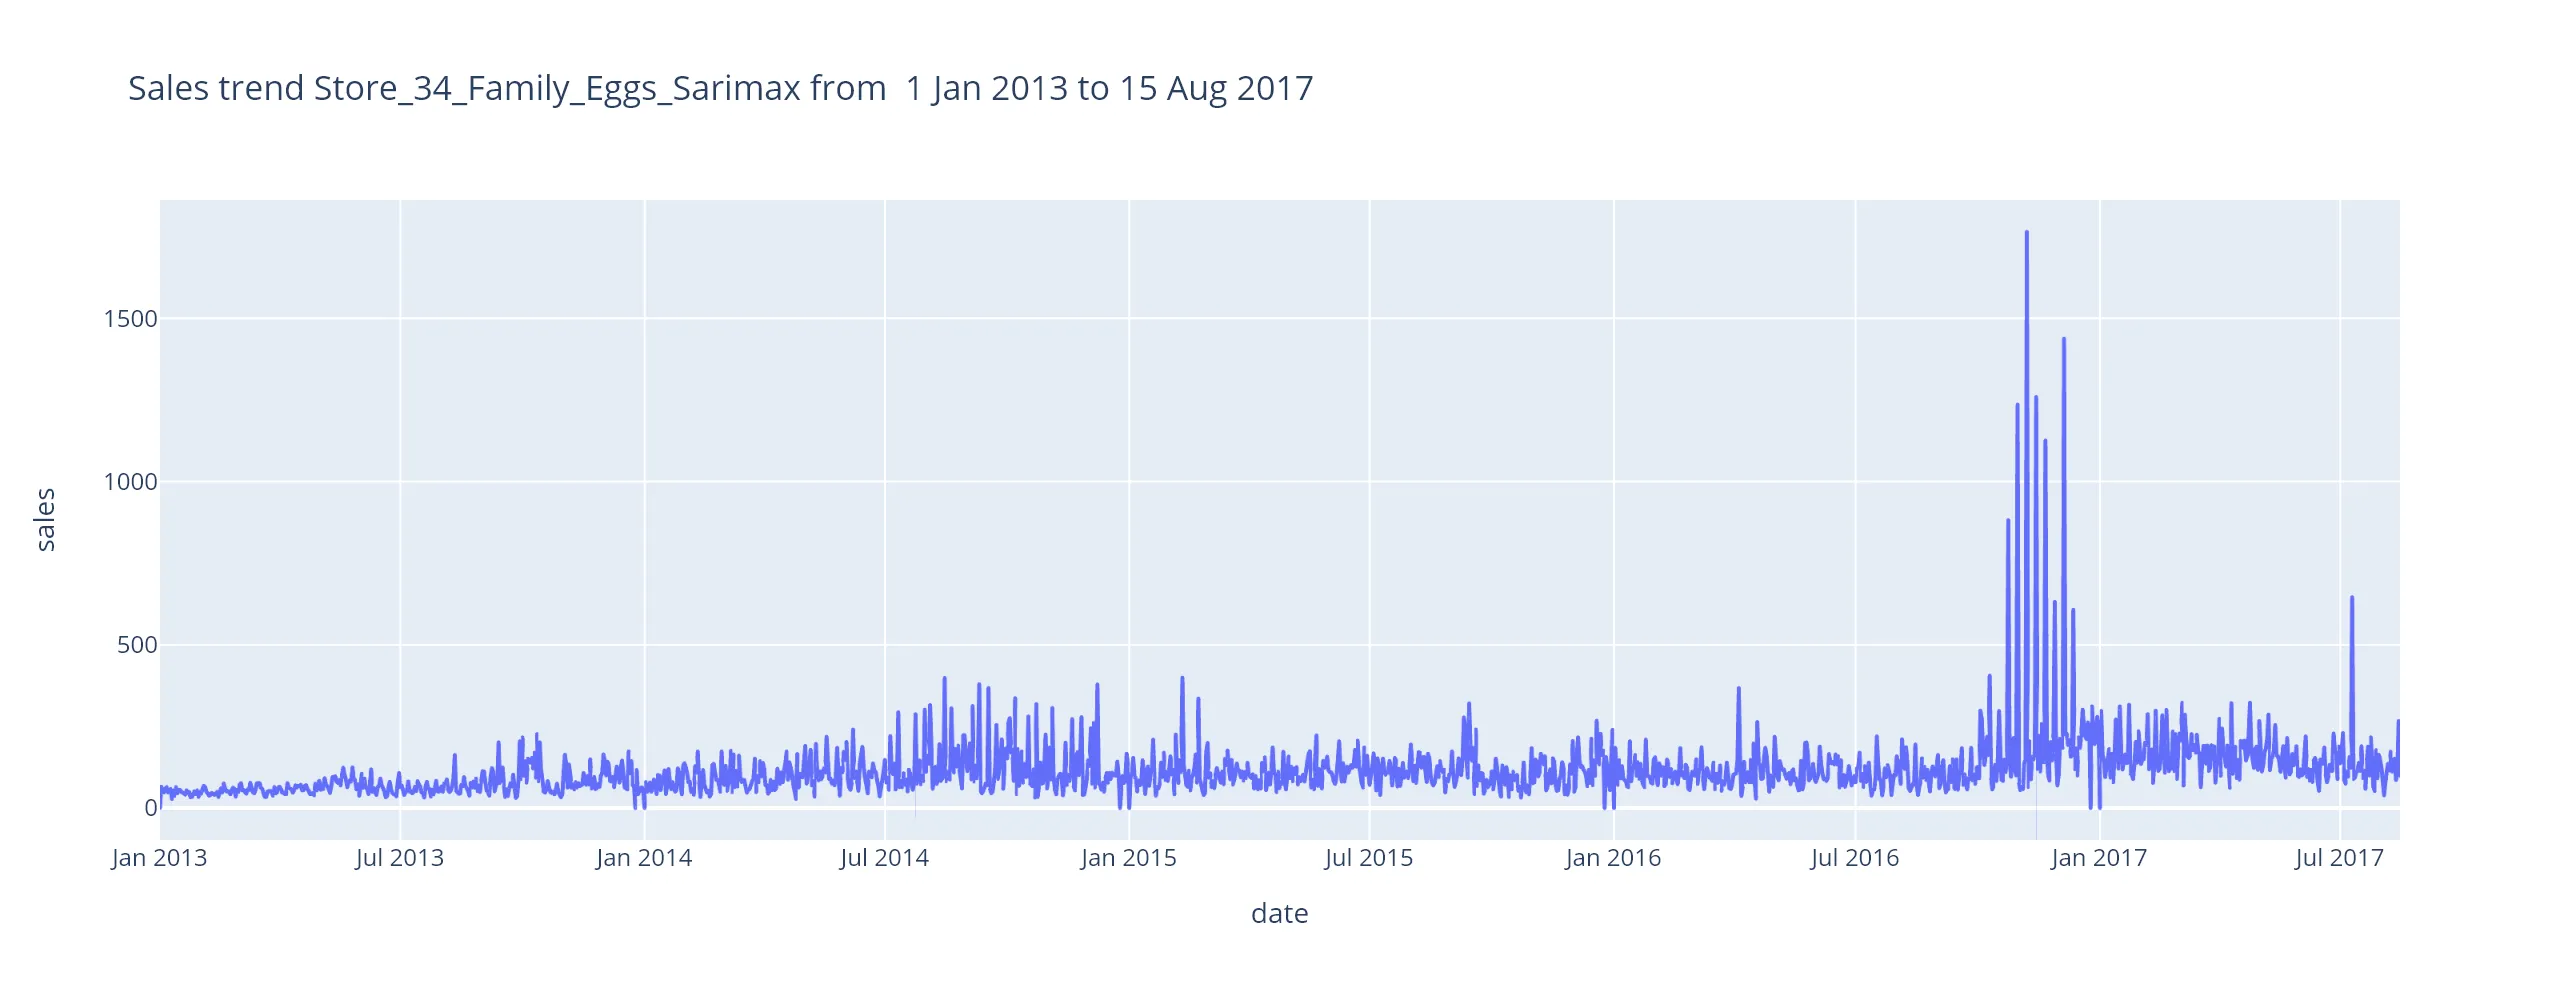 Sales trend Store_34_Family_Eggs_Sarimax from  1 Jan 2013 to 15 Aug 2017
1500
1000
500
0
sales
Jan 2013 Jul 2013 Jan 2014 Jul 2014 Jan 2015 Jul 2015 Jan 2016 Jul 2016 Jan 2017 Jul 2017
date